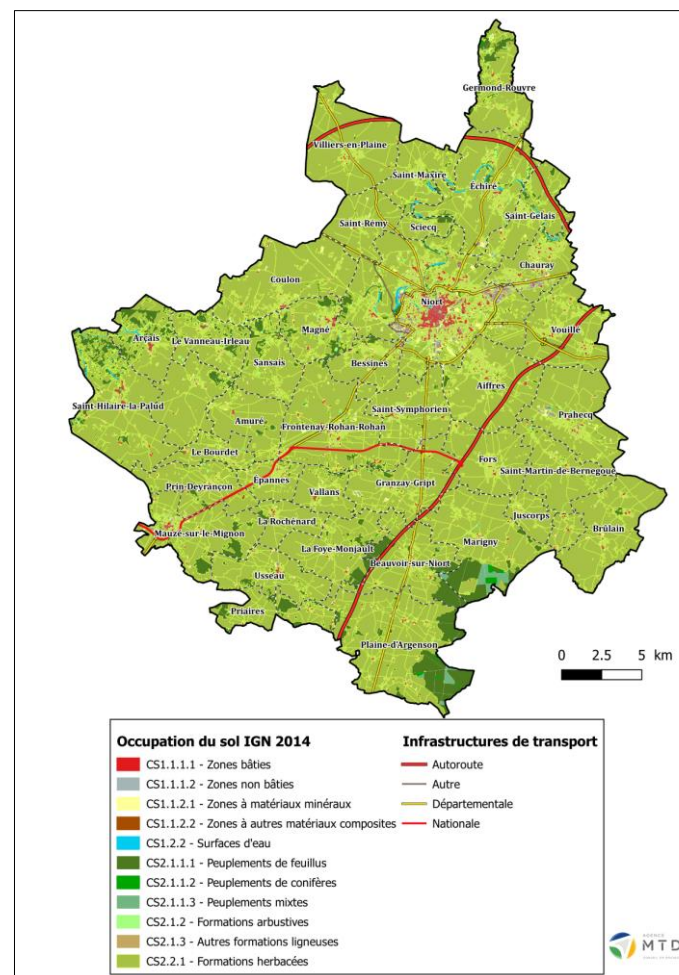 Germond-Rouvre
Villiers-en-Plaine
Saint-Maxire
Échiré
Saint-Gelais
Saint-Rémy
Sciecq
Chauray
Coulon
Niort
Vouillé
Magné
Arçais
Le Vanneau-Irleau
Sansais
Bessines
Aiffres
Saint-Hilaire-la-Palud
Saint-Symphorien
Prahecq
Amuré
Frontenay-Rohan-Rohan
Le Bourdet
Fors
Saint-Martin-de-Bernegoue
Prin-Deyrançon
Épannes
Vallans
Granzay-Gript
Juscorps
La Rochenard
Brûlain
Mauzé-sur-le-Mignon
La Foye-Monjault
Marigny
Beauvoir-sur-Niort
Usseau
Priaires
Plaine-d'Argenson
0 2.5 5 km
Occupation du sol IGN 2014
CS1.1.1.1 - Zones bâties
CS1.1.1.2 - Zones non bâties
CS1.1.2.1 - Zones à matériaux minéraux
CS1.1.2.2 - Zones à autres matériaux composites
CS1.2.2 - Surfaces d'eau
CS2.1.1.1 - Peuplements de feuillus
CS2.1.1.2 - Peuplements de conifères
CS2.1.1.3 - Peuplements mixtes
CS2.1.2 - Formations arbustives
CS2.1.3 - Autres formations ligneuses
CS2.2.1 - Formations herbacées
Infrastructures de transport
Autoroute
Autre
Départementale
Nationale
AGENCE
MTD